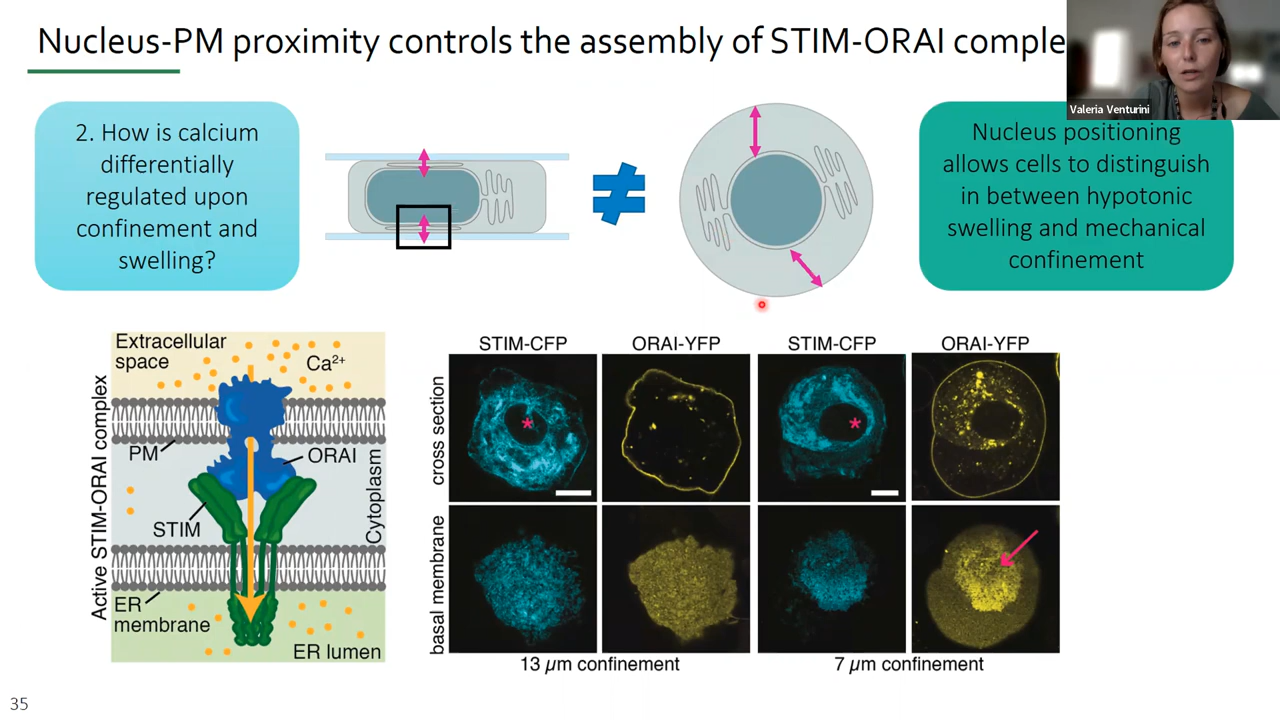 Nucleus-PM proximity controls the assembly of STIM-ORAI comple
Valeria Venturini
2. How is calcium
differentially
regulated upon
confinement and
swelling?
Nucleus positioning
allows cells to distinguish
in between hypotonic
swelling and mechanical
confinement
Active STIM-ORAI complex
Extracellular
space
Ca²⁺
PM
ORAI
STIM
Cytoplasm
ER
membrane
ER lumen
STIM-CFP
ORAI-YFP
STIM-CFP
ORAI-YFP
cross section
*
*
basal membrane
13 µm confinement
7 µm confinement
35